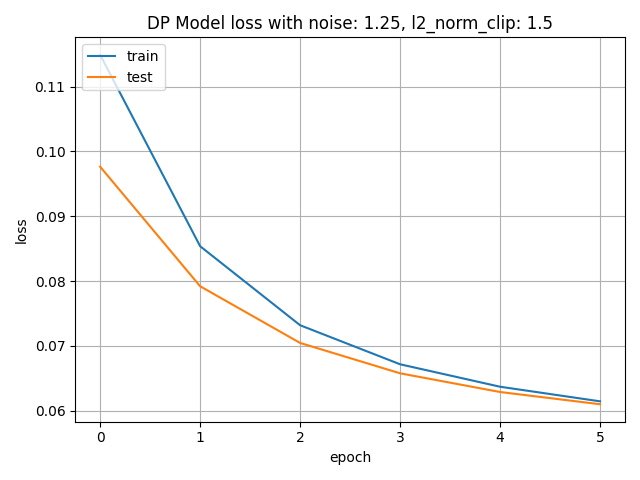 DP Model loss with noise: 1.25, l2_norm_clip: 1.5
train
test
0.11
0.10
0.09
0.08
0.07
0.06
loss
0 1 2 3 4 5
epoch